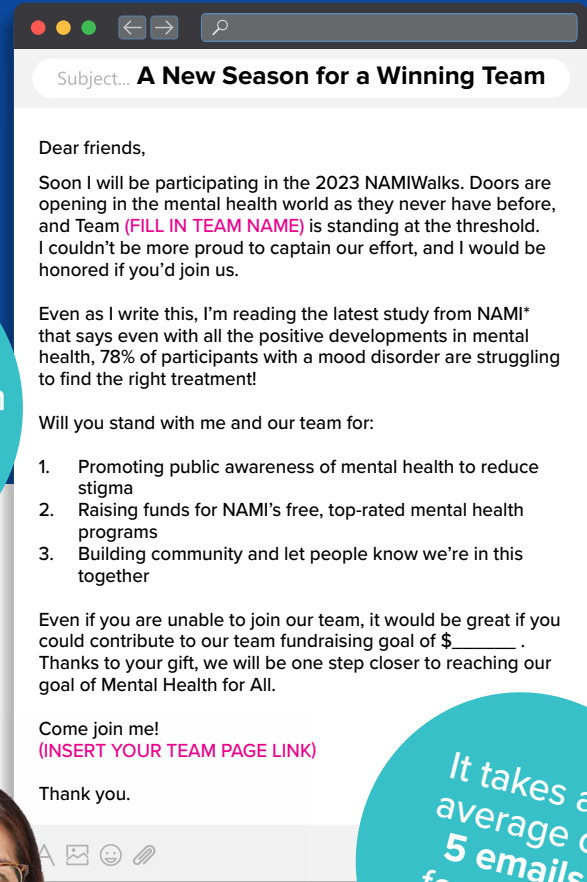 Subject... A New Season for a Winning Team
Dear friends,
Soon I will be participating in the 2023 NAMIWalks. Doors are
opening in the mental health world as they never have before,
and Team (FILL IN TEAM NAME) is standing at the threshold.
I couldn’t be more proud to captain our effort, and I would be
honored if you’d join us.
Even as I write this, I’m reading the latest study from NAMI*
that says even with all the positive developments in mental
health, 78% of participants with a mood disorder are struggling
to find the right treatment!
Will you stand with me and our team for:
1. Promoting public awareness of mental health to reduce
stigma
2. Raising funds for NAMI’s free, top-rated mental health
programs
3. Building community and let people know we’re in this
together
Even if you are unable to join our team, it would be great if you
could contribute to our team fundraising goal of $______ .
Thanks to your gift, we will be one step closer to reaching our
goal of Mental Health for All.
Come join me!
(INSERT YOUR TEAM PAGE LINK)
Thank you.
It takes a
average
5 emails